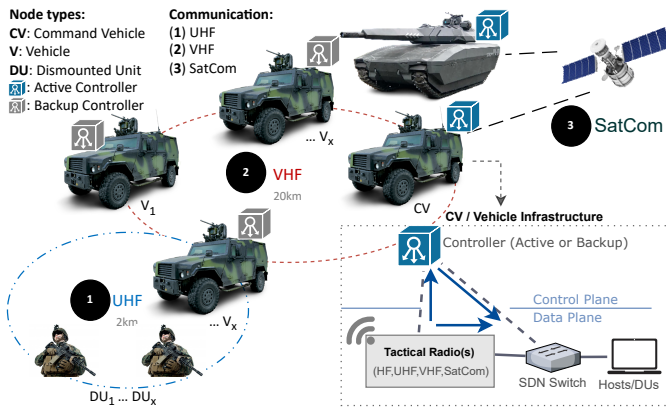 Node types:
CV: Command Vehicle
V: Vehicle
DU: Dismounted Unit
Active Controller
Backup Controller
Communication:
(1) UHF
(2) VHF
(3) SatCom
... Vx
3 SatCom
2 VHF
20km
V1
CV
CV / Vehicle Infrastructure
Controller (Active or Backup)
1 UHF
2km
... Vx
DU1 ... DUx
Control Plane
Data Plane
Tactical Radio(s)
(HF,UHF,VHF,SatCom)
SDN Switch
Hosts/DUs